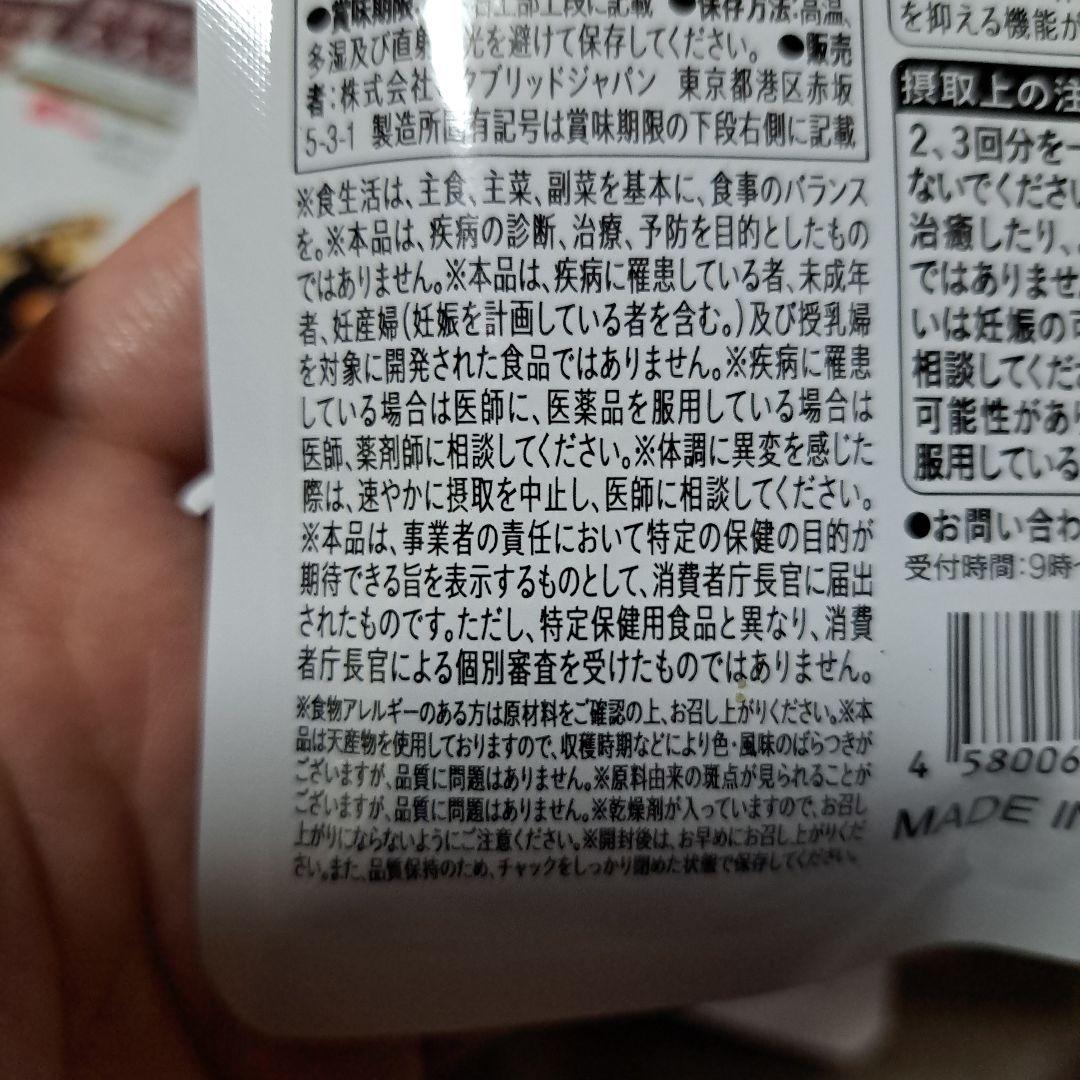 ●賞味期限
上部上段に記載 ●保存方法:高温、
多湿及び直射 光を避けて保存してください。 ●販売
者:株式会社 クブリッドジャパン 東京都港区赤坂
5-3-1 製造所固有記号は賞味期限の下段右側に記載
※食生活は、主食、主菜、副菜を基本に、食事のバランス
を。※本品は、疾病の診断、治療、予防を目的としたもの
ではありません。※本品は、疾病に罹患している者、未成年
者、妊産婦(妊娠を計画している者を含む。)及び授乳婦
を対象に開発された食品ではありません。※疾病に罹患
している場合は医師に、医薬品を服用している場合は
医師、薬剤師に相談してください。※体調に異変を感じた
際は、速やかに摂取を中止し、医師に相談してください。
※本品は、事業者の責任において特定の保健の目的が
期待できる旨を表示するものとして、消費者庁長官に届出
されたものです。ただし、特定保健用食品と異なり、消費
者庁長官による個別審査を受けたものではありません。
※食物アレルギーのある方は原材料をご確認の上、お召し上がりください。※本
品は天産物を使用しておりますので、収穫時期などにより色・風味のばらつきが
ございますが、品質に問題はありません。※原料由来の斑点が見られることが
ございますが、品質に問題はありません。※乾燥剤が入っていますので、お召し
上がりにならないようにご注意ください。※開封後は、お早めにお召し上がりくだ
さい。また、品質保持のため、チャックをしっかり閉めた状態で保存してください。
を抑える機能が
摂取上の注
2、3回分を一
ないでください
治癒したり、
ではありませ
いは妊娠の可
相談してくだ
可能性があり
服用している
●お問い合わ
受付時間:9時
4 58006
MADE IN